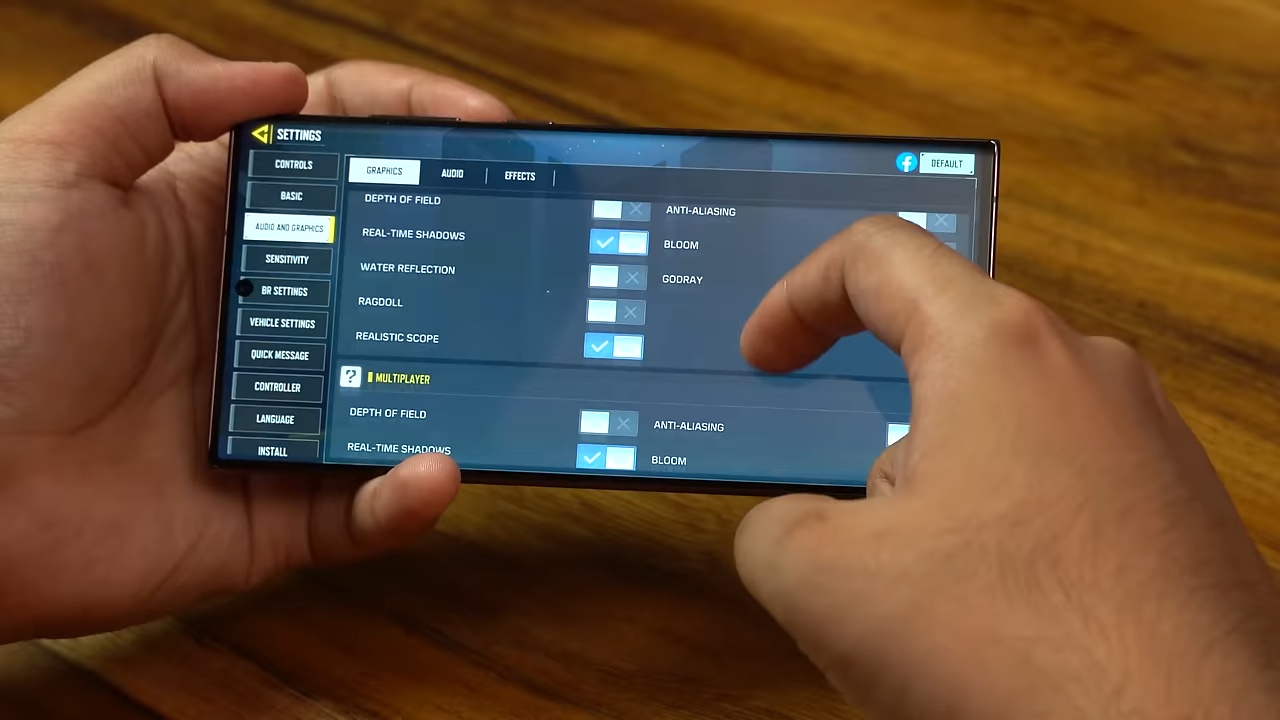 SETTINGS
DEFAULT
CONTROLS
BASIC
AUDIO AND GRAPHICS
SENSITIVITY
BR SETTINGS
VEHICLE SETTINGS
QUICK MESSAGE
CONTROLLER
LANGUAGE
INSTALL
GRAPHICS AUDIO EFFECTS
DEPTH OF FIELD ANTI-ALIASING
REAL-TIME SHADOWS BLOOM
WATER REFLECTION GODRAY
RAGDOLL
REALISTIC SCOPE
? MULTIPLAYER
DEPTH OF FIELD ANTI-ALIASING
REAL-TIME SHADOWS BLOOM